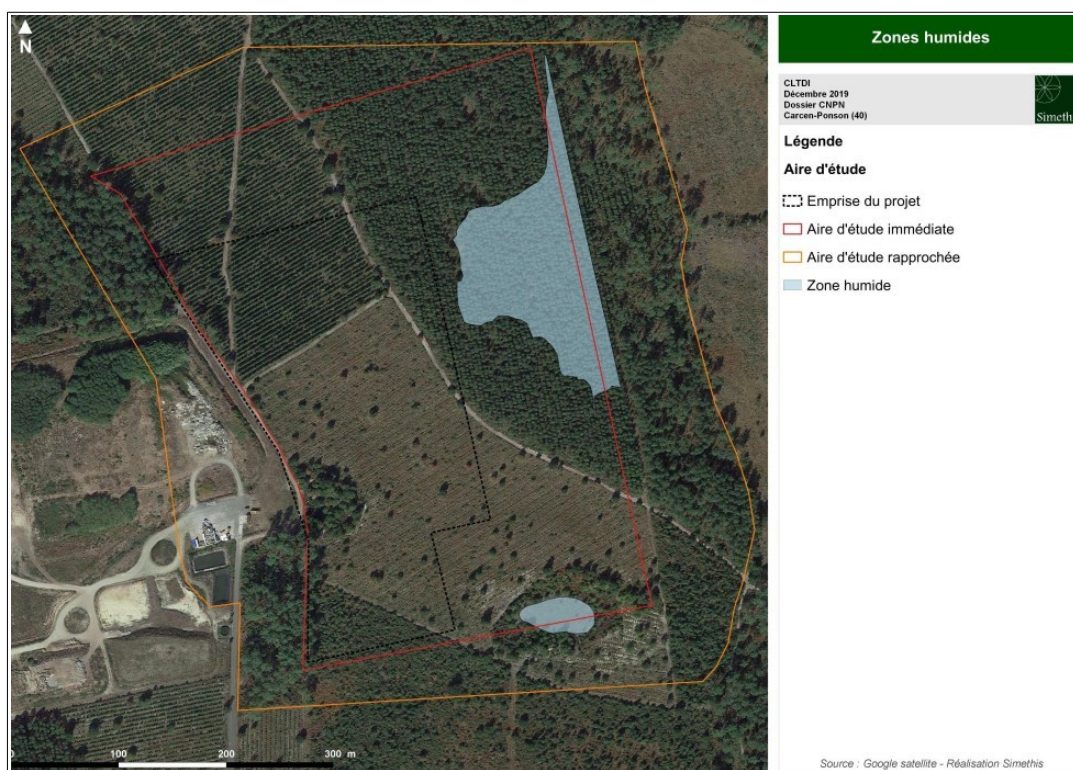 N
Zones humides
CLTDI
Décembre 2019
Dossier CNPN
Carcen-Ponson (40)
Simeth
Légende
Aire d'étude
Emprise du projet
Aire d'étude immédiate
Aire d'étude rapprochée
Zone humide
0 100 200 300 m
Source : Google satellite - Réalisation Simethis